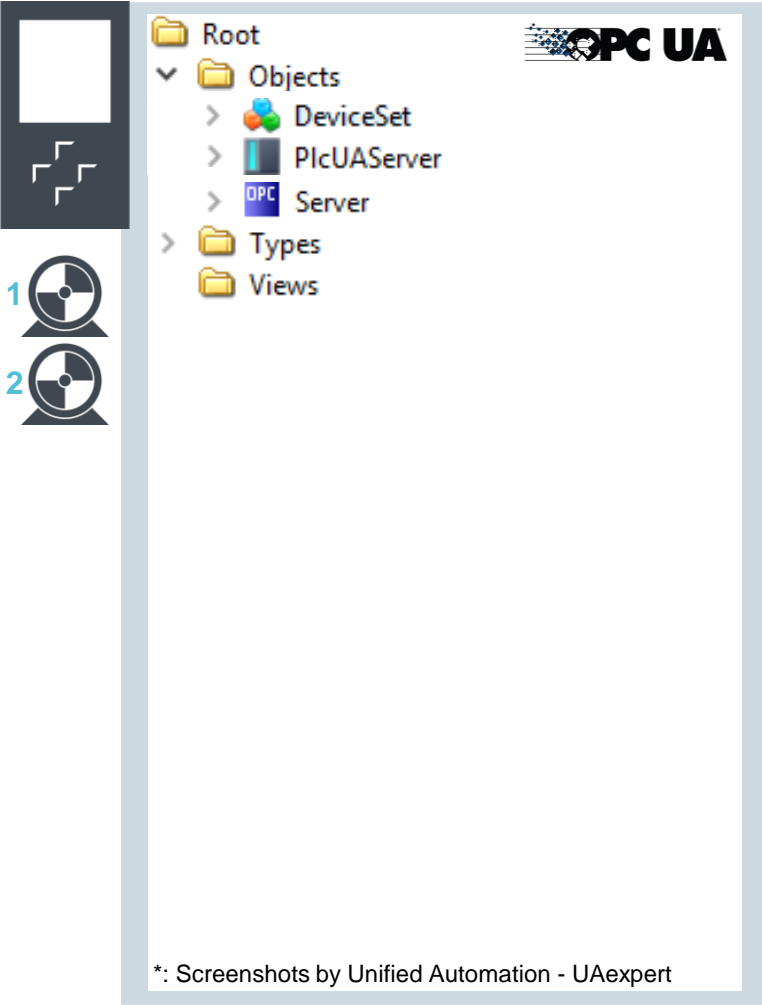 Root
OPC UA
Objects
DeviceSet
PlcUAServer
OPC
Server
Types
Views
1
2
*: Screenshots by Unified Automation - UAexpert